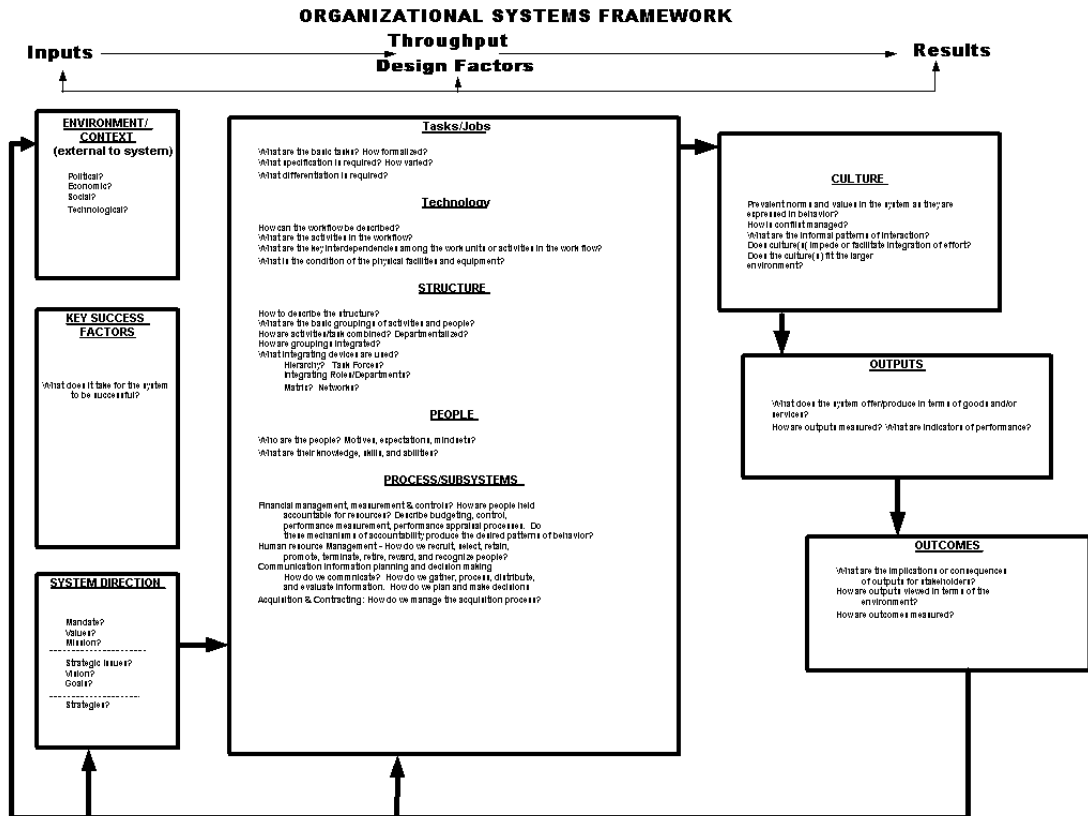 ORGANIZATIONAL SYSTEMS FRAMEWORK
Inputs
Throughput
Design Factors
Results
ENVIRONMENT/
CONTEXT
(external to system)
Political?
Economic?
Social?
Technological?
KEY SUCCESS
FACTORS
What does it take for the system
to be successful?
SYSTEM DIRECTION
Mandate?
Values?
Mission?
Strategic Issues?
Vision?
Goals?
Strategies?
Tasks/Jobs
What are the basic tasks? How formalized?
What specification is required? How varied?
What differentiation is required?
Technology
How can the workflow be described?
What are the activities in the workflow?
What are the key interdependencies among the work units or activities in the work flow?
What is the condition of the physical facilities and equipment?
STRUCTURE
How to describe the structure?
What are the basic groupings of activities and people?
How are activities/task combined? Departmentalized?
How are groupings integrated?
What integrating devices are used?
Hierarchy? Task Forces?
Integrating Roles/Departments?
Matrix? Networks?
PEOPLE
Who are the people? Motives, expectations, mindsets?
What are their knowledge, skills, and abilities?
PROCESS/SUBSYSTEMS
Financial management, measurement & controls? How are people held
accountable for resources? Describe budgeting, control,
performance measurement, performance appraisal processes. Do
these mechanisms of accountability produce the desired patterns of behavior?
Human resource Management - How do we recruit, select, retain,
promote, terminate, retire, reward, and recognize people?
Communication information planning and decision making
How do we commnicate? How do we gather, process, distribute,
and evaluate information. How do we plan and make decisions
Acquisition & Contracting: How do we manage the acquisition process?
CULTURE
Prevalent norms and values in the system as they are
expressed in behavior?
How is conflict managed?
What are the informal patterns of interaction?
Does culture(s( impede or facilitate integration of effort?
Does the culture(s) fit the larger
environment?
OUTPUTS
What does the system offer/produce in terms of goods and/or
services?
How are outputs measured? What are indicators of performance?
OUTCOMES
What are the implications or consequences
of outputs for stakeholders?
How are outputs viewed in terms of the
environment?
How are outcomes measured?